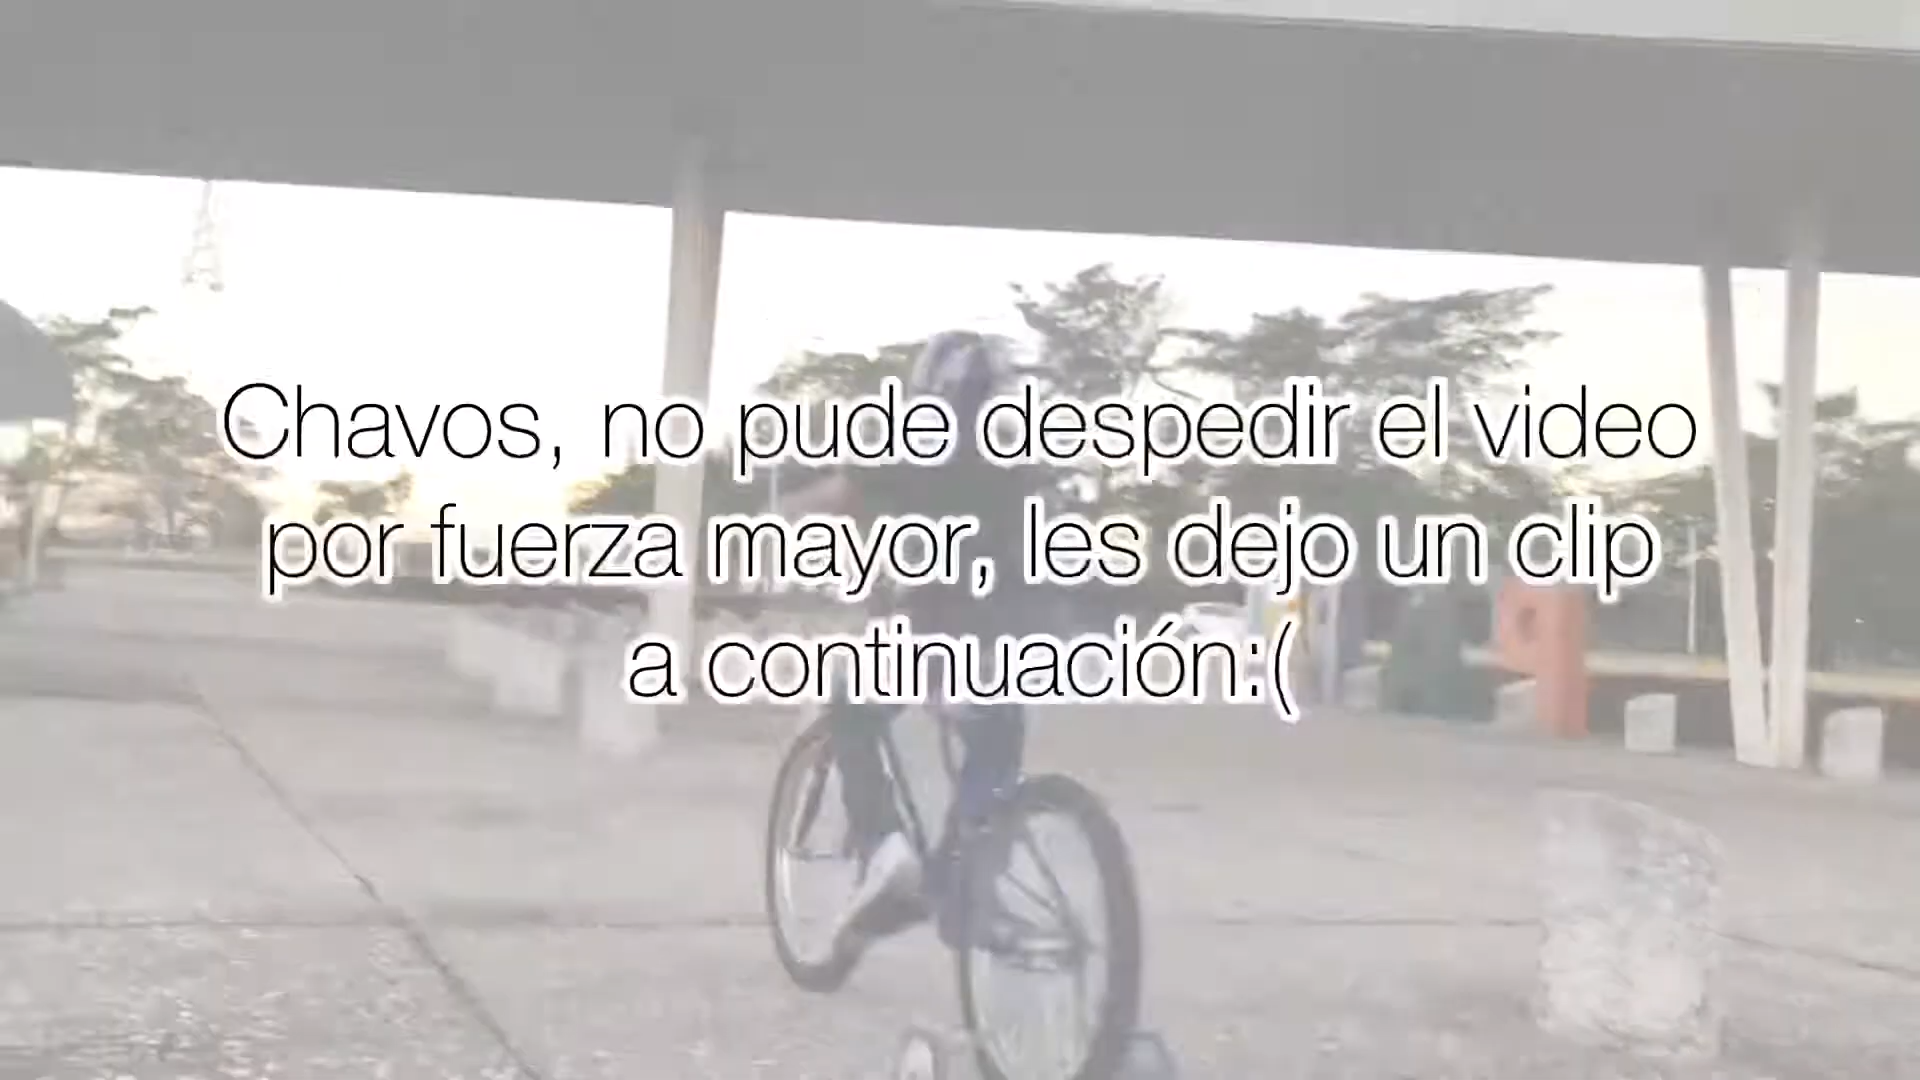 Chavos, no pude despedir el video
por fuerza mayor, les dejo un clip
a continuación:(